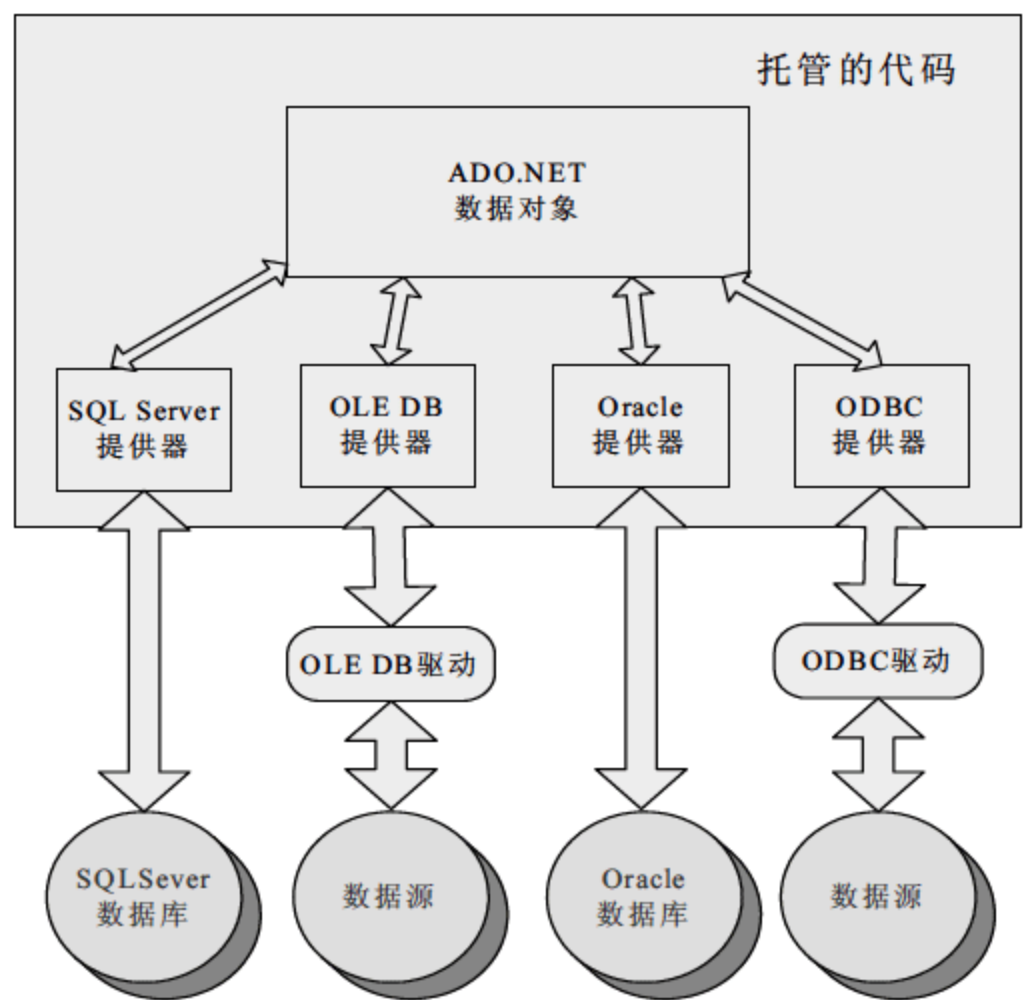 托管的代码
ADO.NET
数据对象
SQL Server
提供器
OLE DB
提供器
Oracle
提供器
ODBC
提供器
OLE DB驱动
ODBC驱动
SQLSever
数据库
数据源
Oracle
数据库
数据源